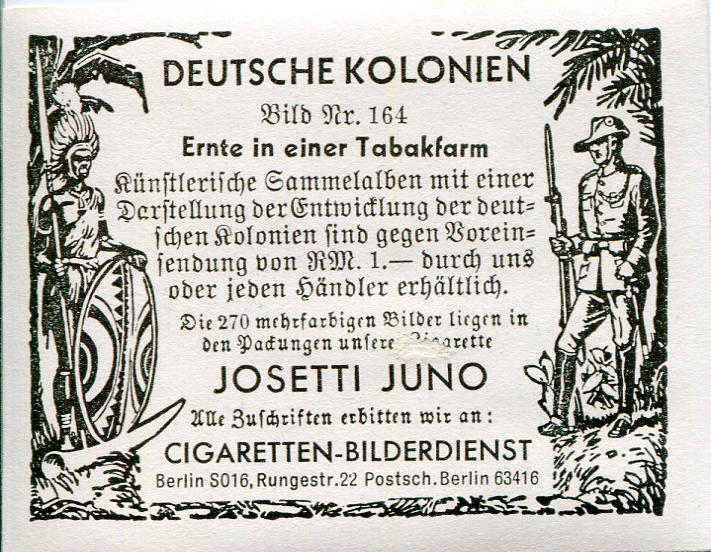 DEUTSCHE KOLONIEN
Bild Nr. 164
Ernte in einer Tabakfarm
Künstlerische Sammelalben mit einer
Darstellung der Entwicklung der deut-
schen Kolonien sind gegen Vorein-
sendung von RM. 1.— durch uns
oder jeden Händler erhältlich.
Die 270 mehrfarbigen Bilder liegen in
den Packungen unsere Cigarette
JOSETTI JUNO
Alle Zuschriften erbitten wir an:
CIGARETTEN-BILDERDIENST
Berlin SO16, Rungestr.22 Postsch. Berlin 63416